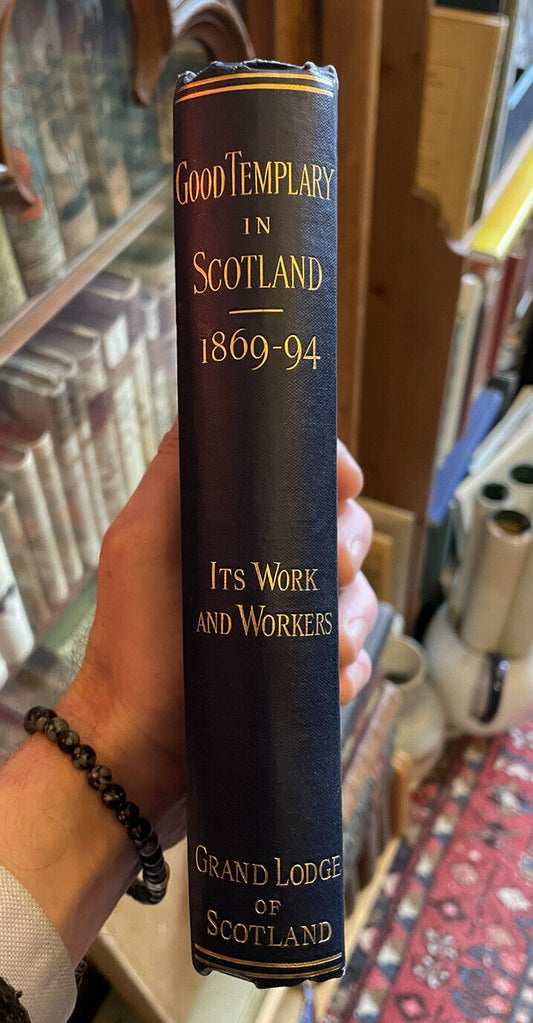 GOOD TEMPLARY
IN
SCOTLAND
1869-94
ITS WORK
AND WORKERS
GRAND LODGE
OF
SCOTLAND